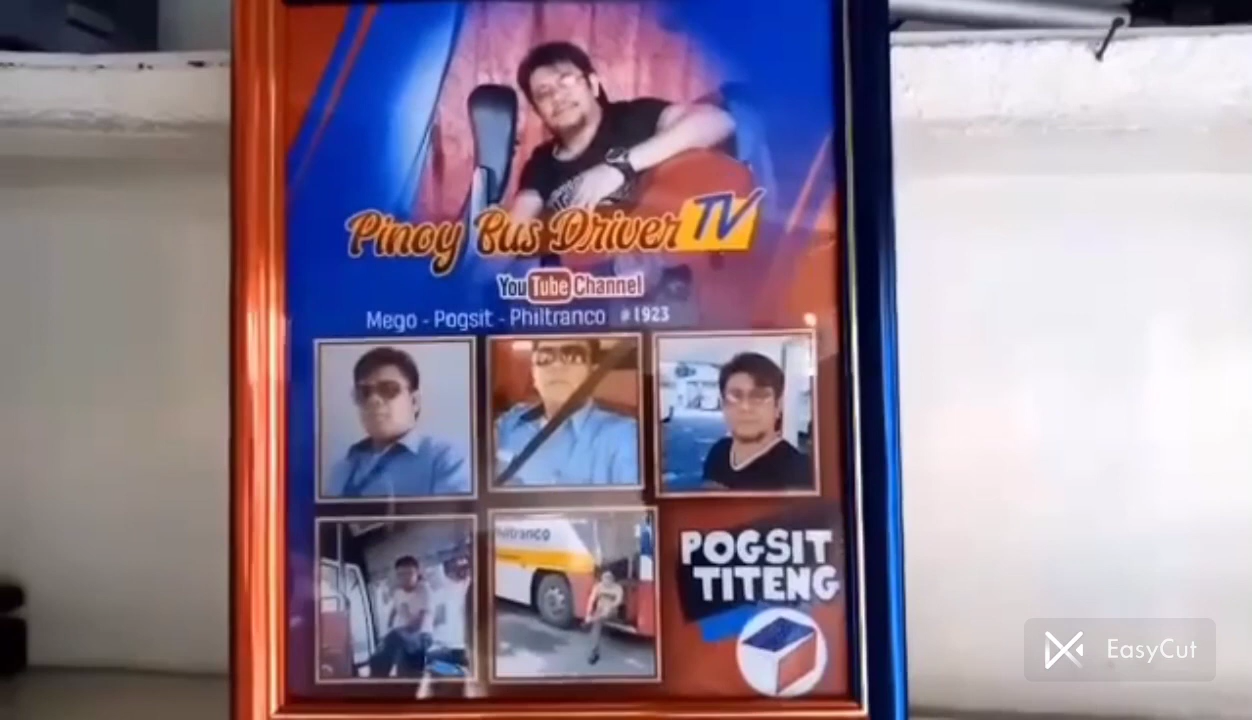 Pinoy Bus Driver TV
YouTube Channel
Mego - Pogsit - Philtranco #1923
Philtranco
POGSIT
TITENG
EasyCut